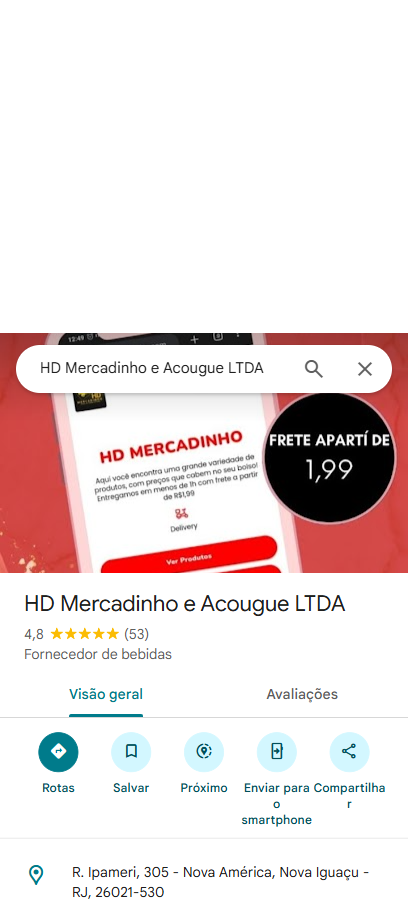 12:49
HD Mercadinho e Acougue LTDA
HD MERCADINHO
Aqui você encontra uma grande variedade de
produtos, com preços que cabem no seu bolso!
Entregamos em menos de 1h com frete a partir
de R$1,99
Delivery
Ver Produtos
FRETE APARTÍ DE
1,99
HD Mercadinho e Acougue LTDA
4,8 ★★★★★ (53)
Fornecedor de bebidas
Visão geral
Avaliações
Rotas
Salvar
Próximo
Enviar para
o
smartphone
Compartilha
r
R. Ipameri, 305 - Nova América, Nova Iguaçu -
RJ, 26021-530